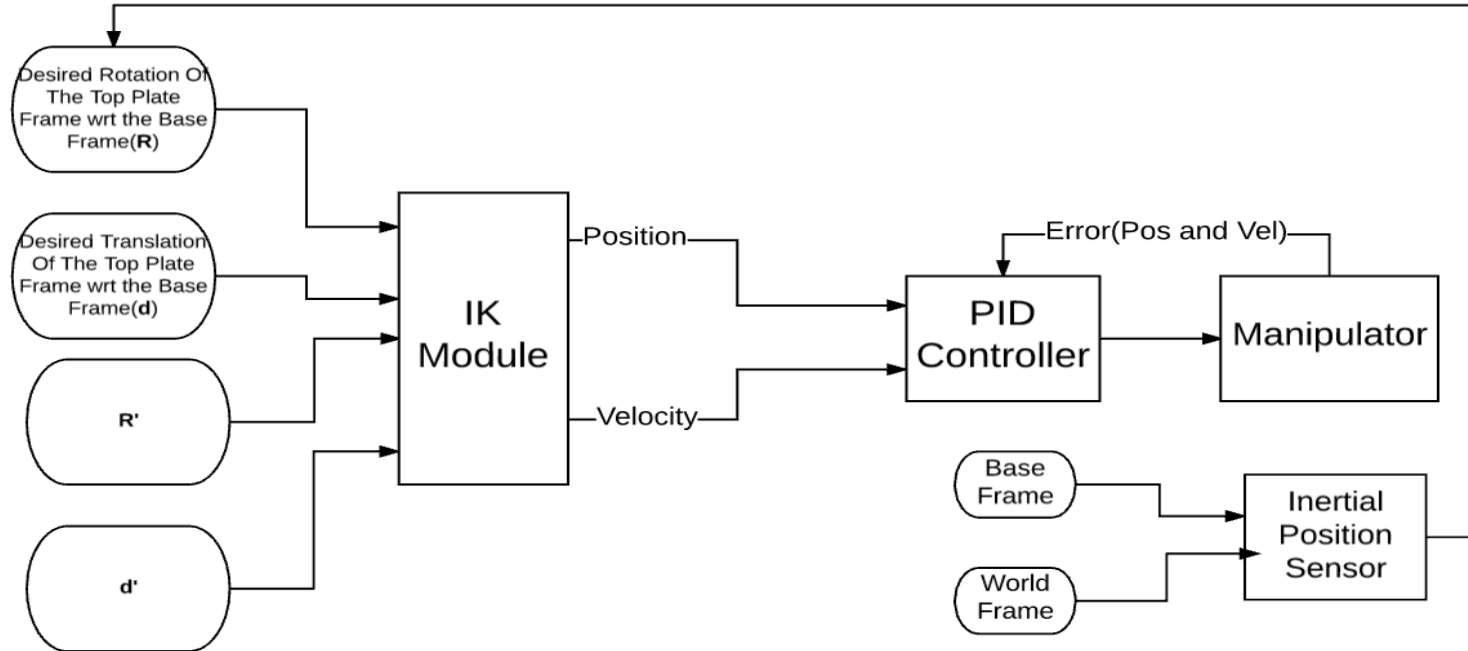 Desired Rotation Of
The Top Plate
Frame wrt the Base
Frame(R)
Desired Translation
Of The Top Plate
Frame wrt the Base
Frame(d)
R'
d'
IK
Module
Position
Velocity
Error(Pos and Vel)
PID
Controller
Manipulator
Base
Frame
World
Frame
Inertial
Position
Sensor